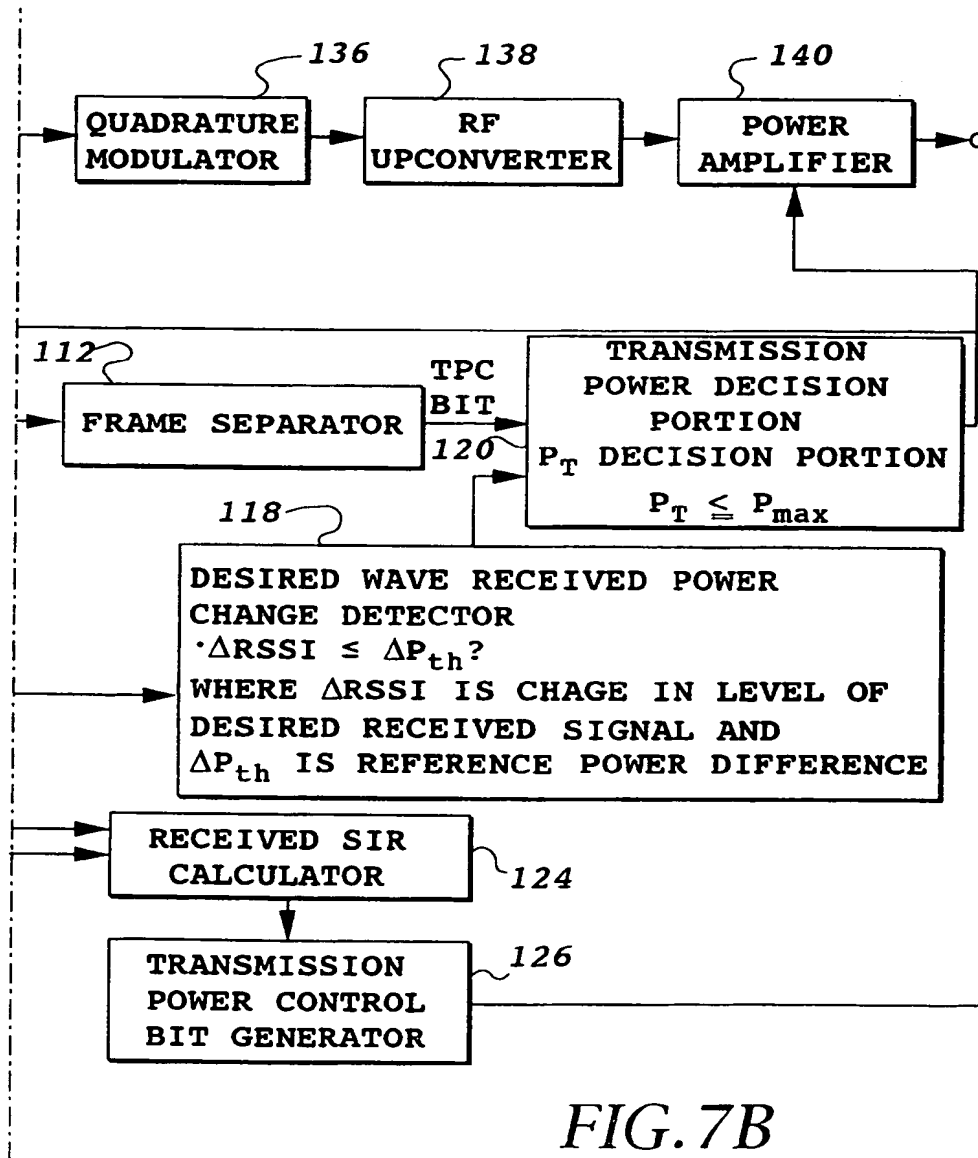 136
138
140
QUADRATURE
MODULATOR
RF
UPCONVERTER
POWER
AMPLIFIER
112
FRAME SEPARATOR
TPC
BIT
120
TRANSMISSION
POWER DECISION
PORTION
PT DECISION PORTION
PT ≦ Pmax
118
DESIRED WAVE RECEIVED POWER
CHANGE DETECTOR
·ΔRSSI ≤ ΔPth?
WHERE ΔRSSI IS CHAGE IN LEVEL OF
DESIRED RECEIVED SIGNAL AND
ΔPth IS REFERENCE POWER DIFFERENCE
RECEIVED SIR
CALCULATOR
124
TRANSMISSION
POWER CONTROL
BIT GENERATOR
126
FIG. 7B